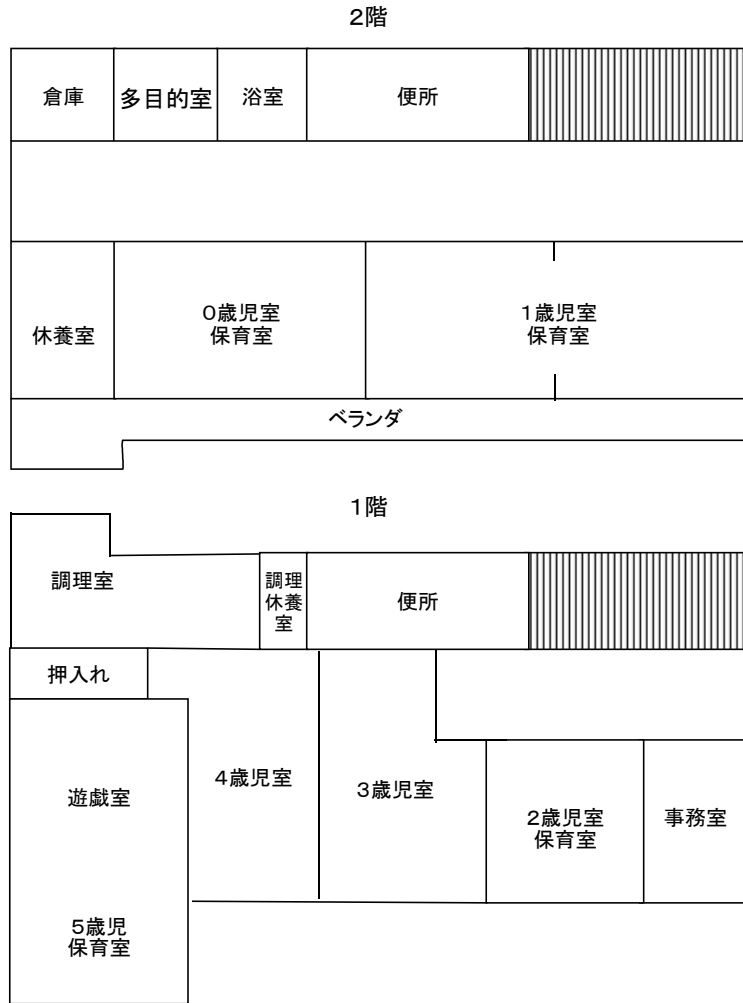 2階
倉庫
多目的室
浴室
便所
休養室
0歳児室
保育室
1歳児室
保育室
ベランダ
1階
調理室
調理
休養
室
便所
押入れ
遊戯室
4歳児室
3歳児室
2歳児室
保育室
事務室
5歳児
保育室